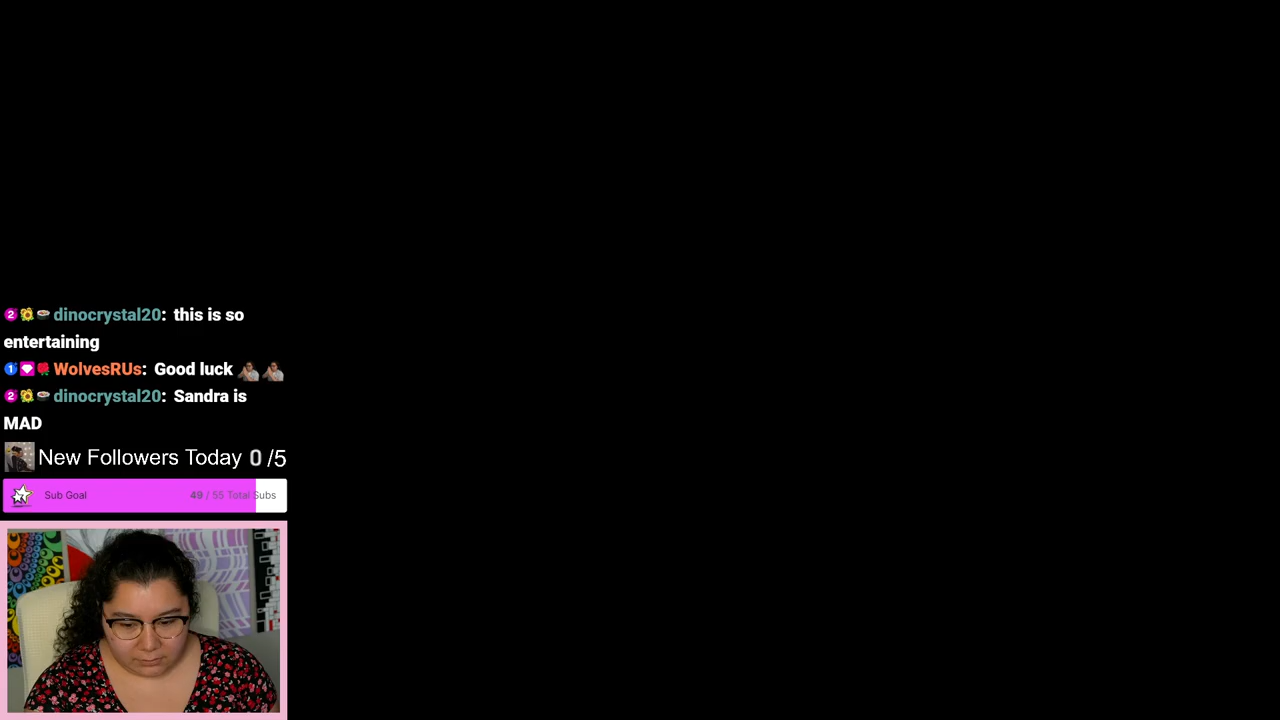 dinocrystal20: this is so
entertaining
WolvesRUs: Good luck
dinocrystal20: Sandra is
MAD
New Followers Today 0 /5
Sub Goal 49 / 55 Total Subs